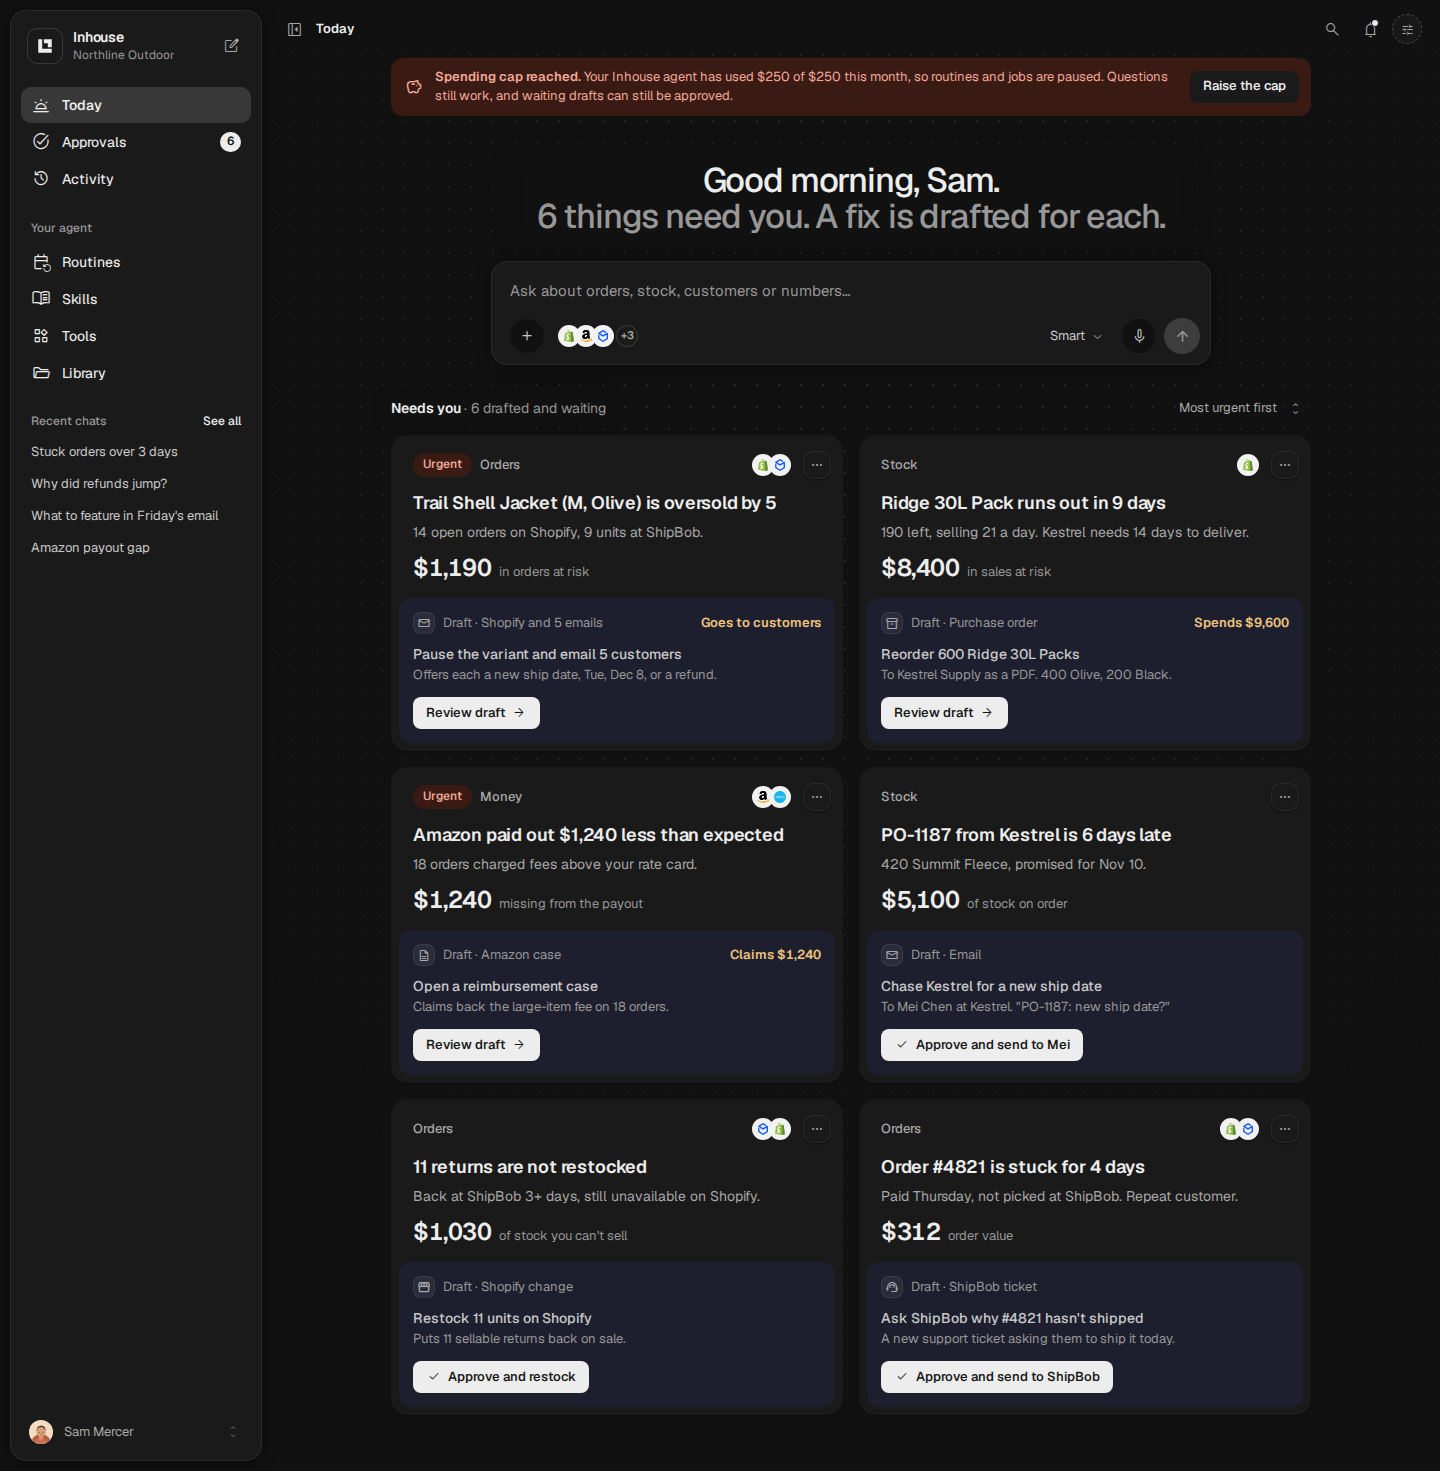 Inhouse
Northline Outdoor
Today
Approvals
6
Activity
Your agent
Routines
Skills
Tools
Library
Recent chats
See all
Stuck orders over 3 days
Why did refunds jump?
What to feature in Friday's email
Amazon payout gap
Sam Mercer
Today
Spending cap reached. Your Inhouse agent has used $250 of $250 this month, so routines and jobs are paused. Questions
still work, and waiting drafts can still be approved.
Raise the cap
Good morning, Sam.
6 things need you. A fix is drafted for each.
Ask about orders, stock, customers or numbers...
+3
Smart
Needs you · 6 drafted and waiting
Most urgent first
Urgent
Orders
Trail Shell Jacket (M, Olive) is oversold by 5
14 open orders on Shopify, 9 units at ShipBob.
$1,190 in orders at risk
Draft · Shopify and 5 emails
Goes to customers
Pause the variant and email 5 customers
Offers each a new ship date, Tue, Dec 8, or a refund.
Review draft
Stock
Ridge 30L Pack runs out in 9 days
190 left, selling 21 a day. Kestrel needs 14 days to deliver.
$8,400 in sales at risk
Draft · Purchase order
Spends $9,600
Reorder 600 Ridge 30L Packs
To Kestrel Supply as a PDF. 400 Olive, 200 Black.
Review draft
Urgent
Money
Amazon paid out $1,240 less than expected
18 orders charged fees above your rate card.
$1,240 missing from the payout
Draft · Amazon case
Claims $1,240
Open a reimbursement case
Claims back the large-item fee on 18 orders.
Review draft
Stock
PO-1187 from Kestrel is 6 days late
420 Summit Fleece, promised for Nov 10.
$5,100 of stock on order
Draft · Email
Chase Kestrel for a new ship date
To Mei Chen at Kestrel. "PO-1187: new ship date?"
Approve and send to Mei
Orders
11 returns are not restocked
Back at ShipBob 3+ days, still unavailable on Shopify.
$1,030 of stock you can't sell
Draft · Shopify change
Restock 11 units on Shopify
Puts 11 sellable returns back on sale.
Approve and restock
Orders
Order #4821 is stuck for 4 days
Paid Thursday, not picked at ShipBob. Repeat customer.
$312 order value
Draft · ShipBob ticket
Ask ShipBob why #4821 hasn't shipped
A new support ticket asking them to ship it today.
Approve and send to ShipBob